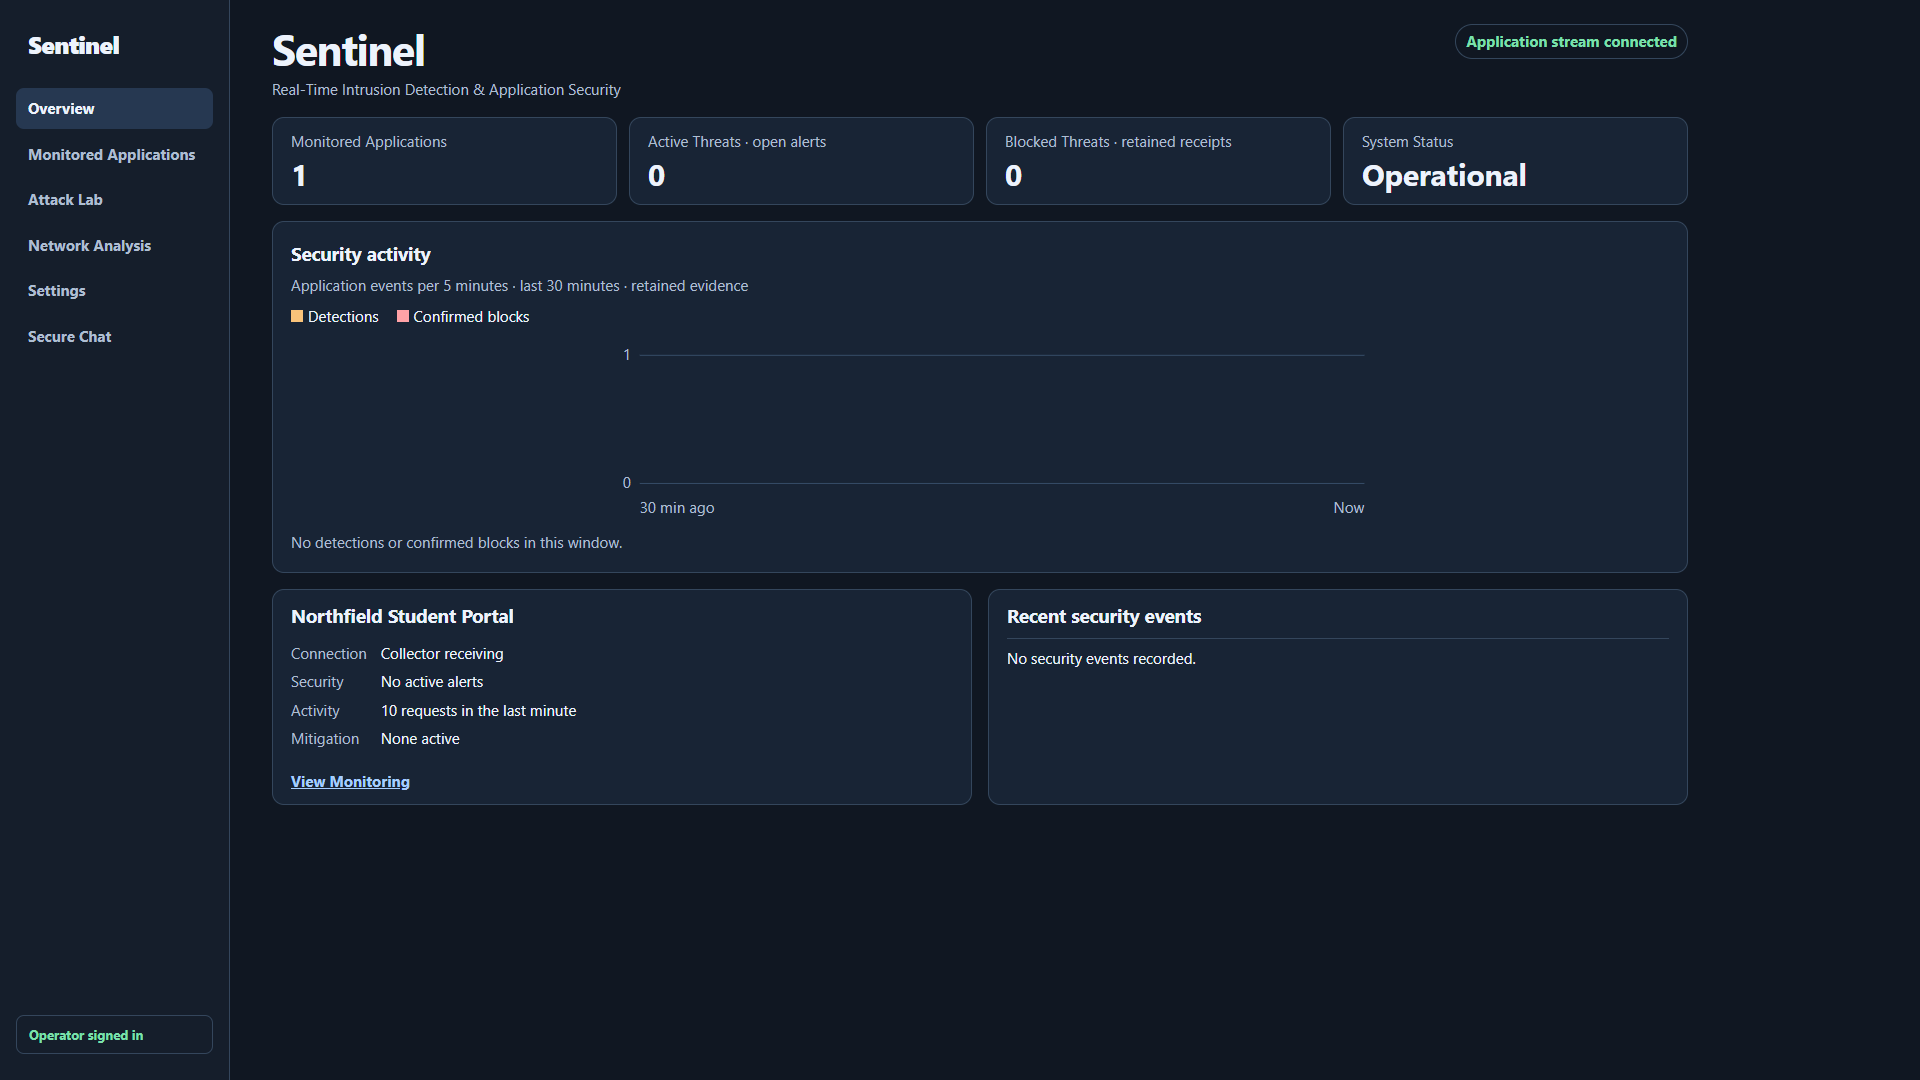 Sentinel
Overview
Monitored Applications
Attack Lab
Network Analysis
Settings
Secure Chat
Operator signed in
Sentinel
Real-Time Intrusion Detection & Application Security
Application stream connected
Monitored Applications
1
Active Threats · open alerts
0
Blocked Threats · retained receipts
0
System Status
Operational
Security activity
Application events per 5 minutes · last 30 minutes · retained evidence
Detections Confirmed blocks
1
0
30 min ago Now
No detections or confirmed blocks in this window.
Northfield Student Portal
Connection Collector receiving
Security No active alerts
Activity 10 requests in the last minute
Mitigation None active
View Monitoring
Recent security events
No security events recorded.